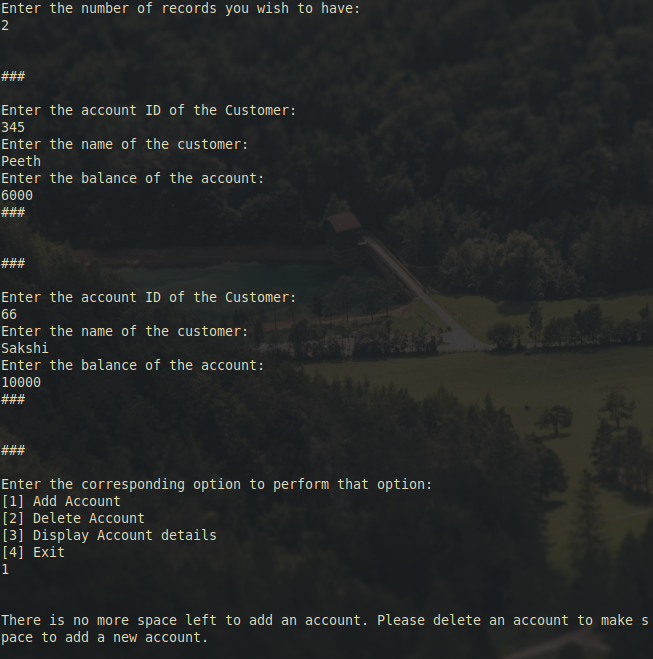 Enter the number of records you wish to have:
2
###
Enter the account ID of the Customer:
345
Enter the name of the customer:
Peeth
Enter the balance of the account:
6000
###
###
Enter the account ID of the Customer:
66
Enter the name of the customer:
Sakshi
Enter the balance of the account:
10000
###
###
Enter the corresponding option to perform that option:
[1] Add Account
[2] Delete Account
[3] Display Account details
[4] Exit
1
There is no more space left to add an account. Please delete an account to make s
pace to add a new account.